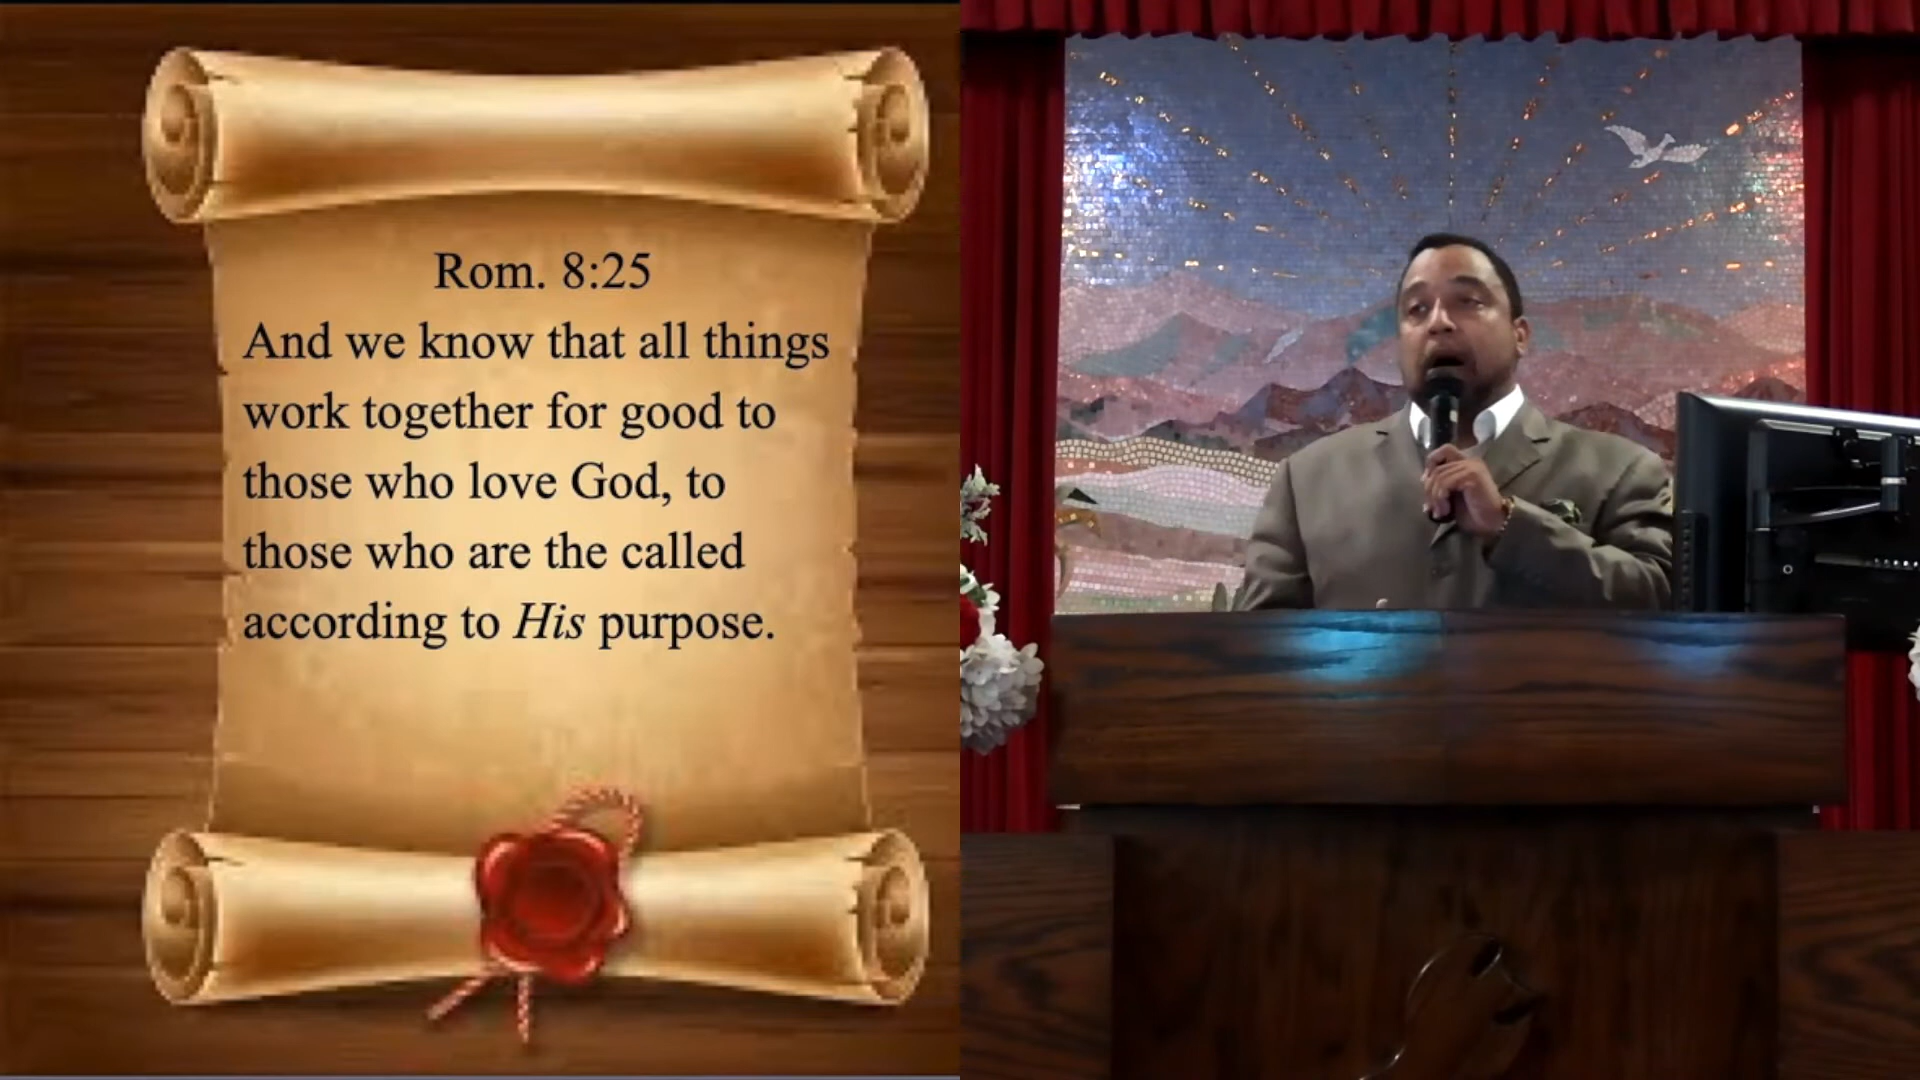 Rom. 8:25
And we know that all things
work together for good to
those who love God, to
those who are the called
according to His purpose.